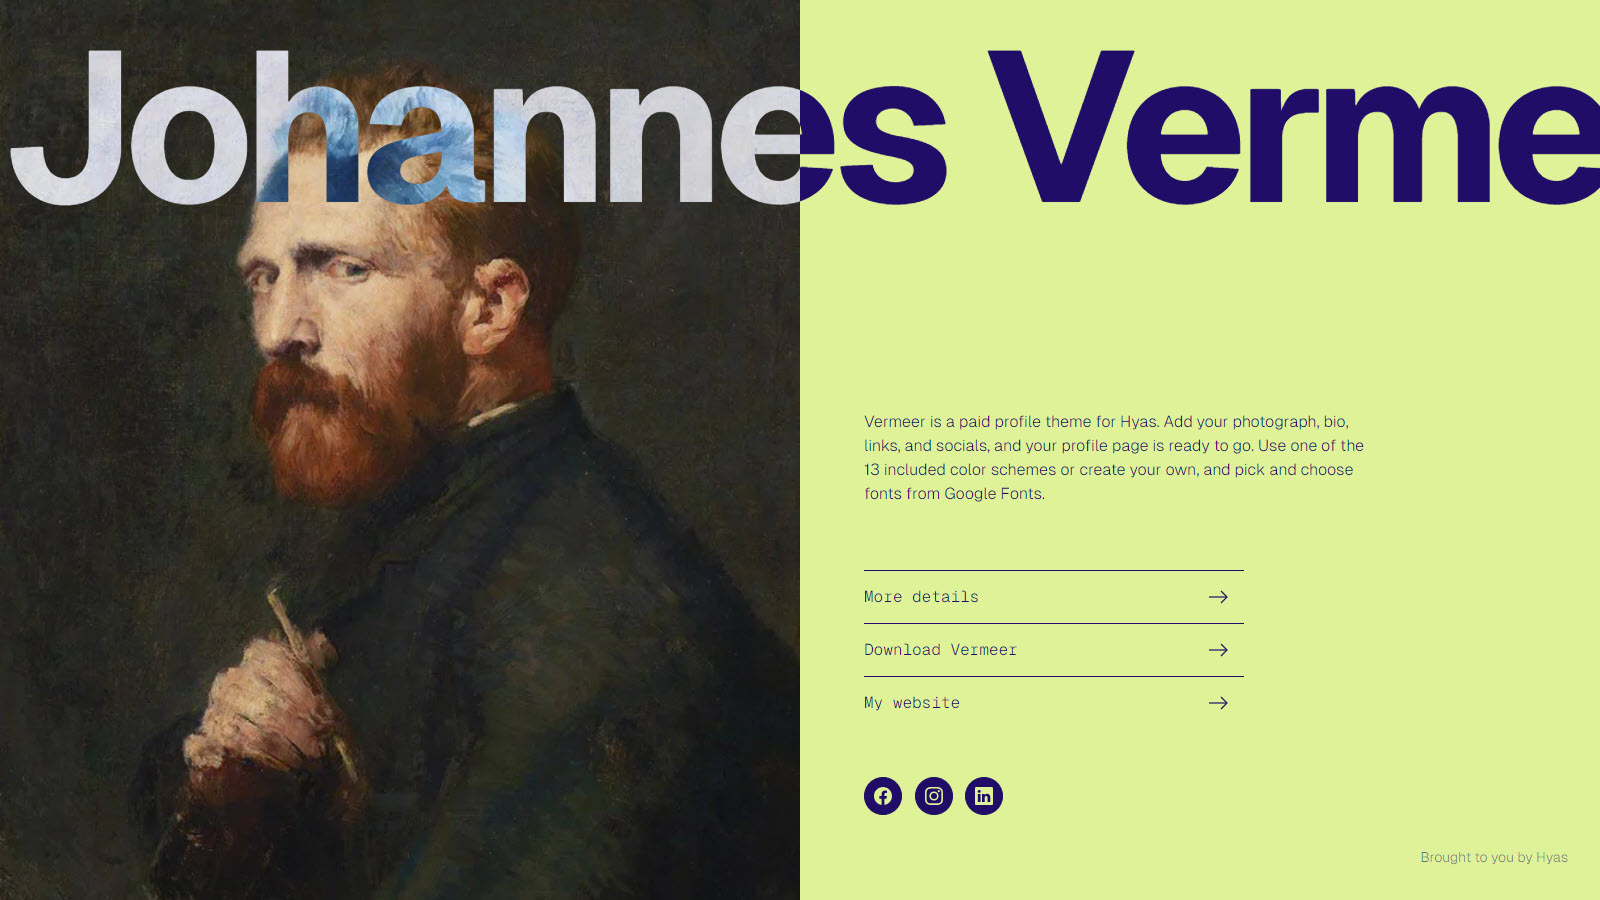 Johannes Verme
Vermeer is a paid profile theme for Hyas. Add your photograph, bio,
links, and socials, and your profile page is ready to go. Use one of the
13 included color schemes or create your own, and pick and choose
fonts from Google Fonts.
More details
Download Vermeer
My website
Brought to you by Hyas